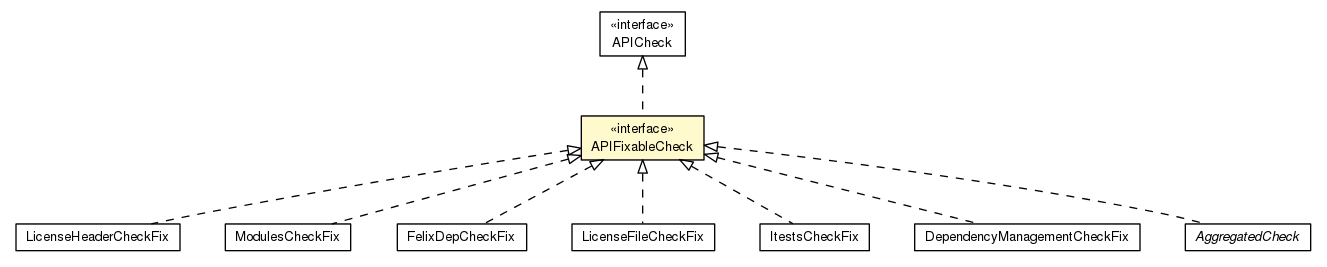 «interface»
APICheck
«interface»
APIFixableCheck
LicenseHeaderCheckFix
ModulesCheckFix
FelixDepCheckFix
LicenseFileCheckFix
ItestsCheckFix
DependencyManagementCheckFix
AggregatedCheck